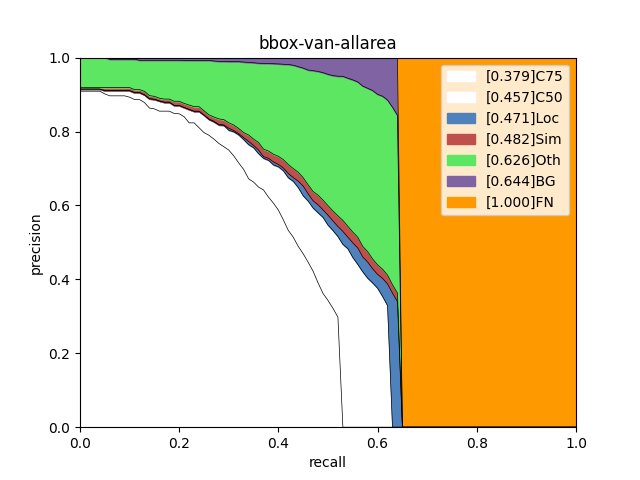 bbox-van-allarea
1.0
0.8
0.6
0.4
0.2
0.0
precision
[0.379]C75
[0.457]C50
[0.471]Loc
[0.482]Sim
[0.626]Oth
[0.644]BG
[1.000]FN
0.0 0.2 0.4 0.6 0.8 1.0
recall